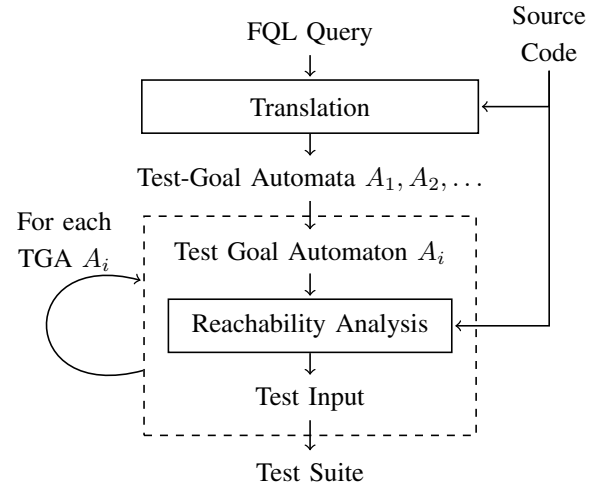 FQL Query
Source
Code
Translation
Test-Goal Automata A₁, A₂, . . .
For each
TGA Aᵢ
Test Goal Automaton Aᵢ
Reachability Analysis
Test Input
Test Suite